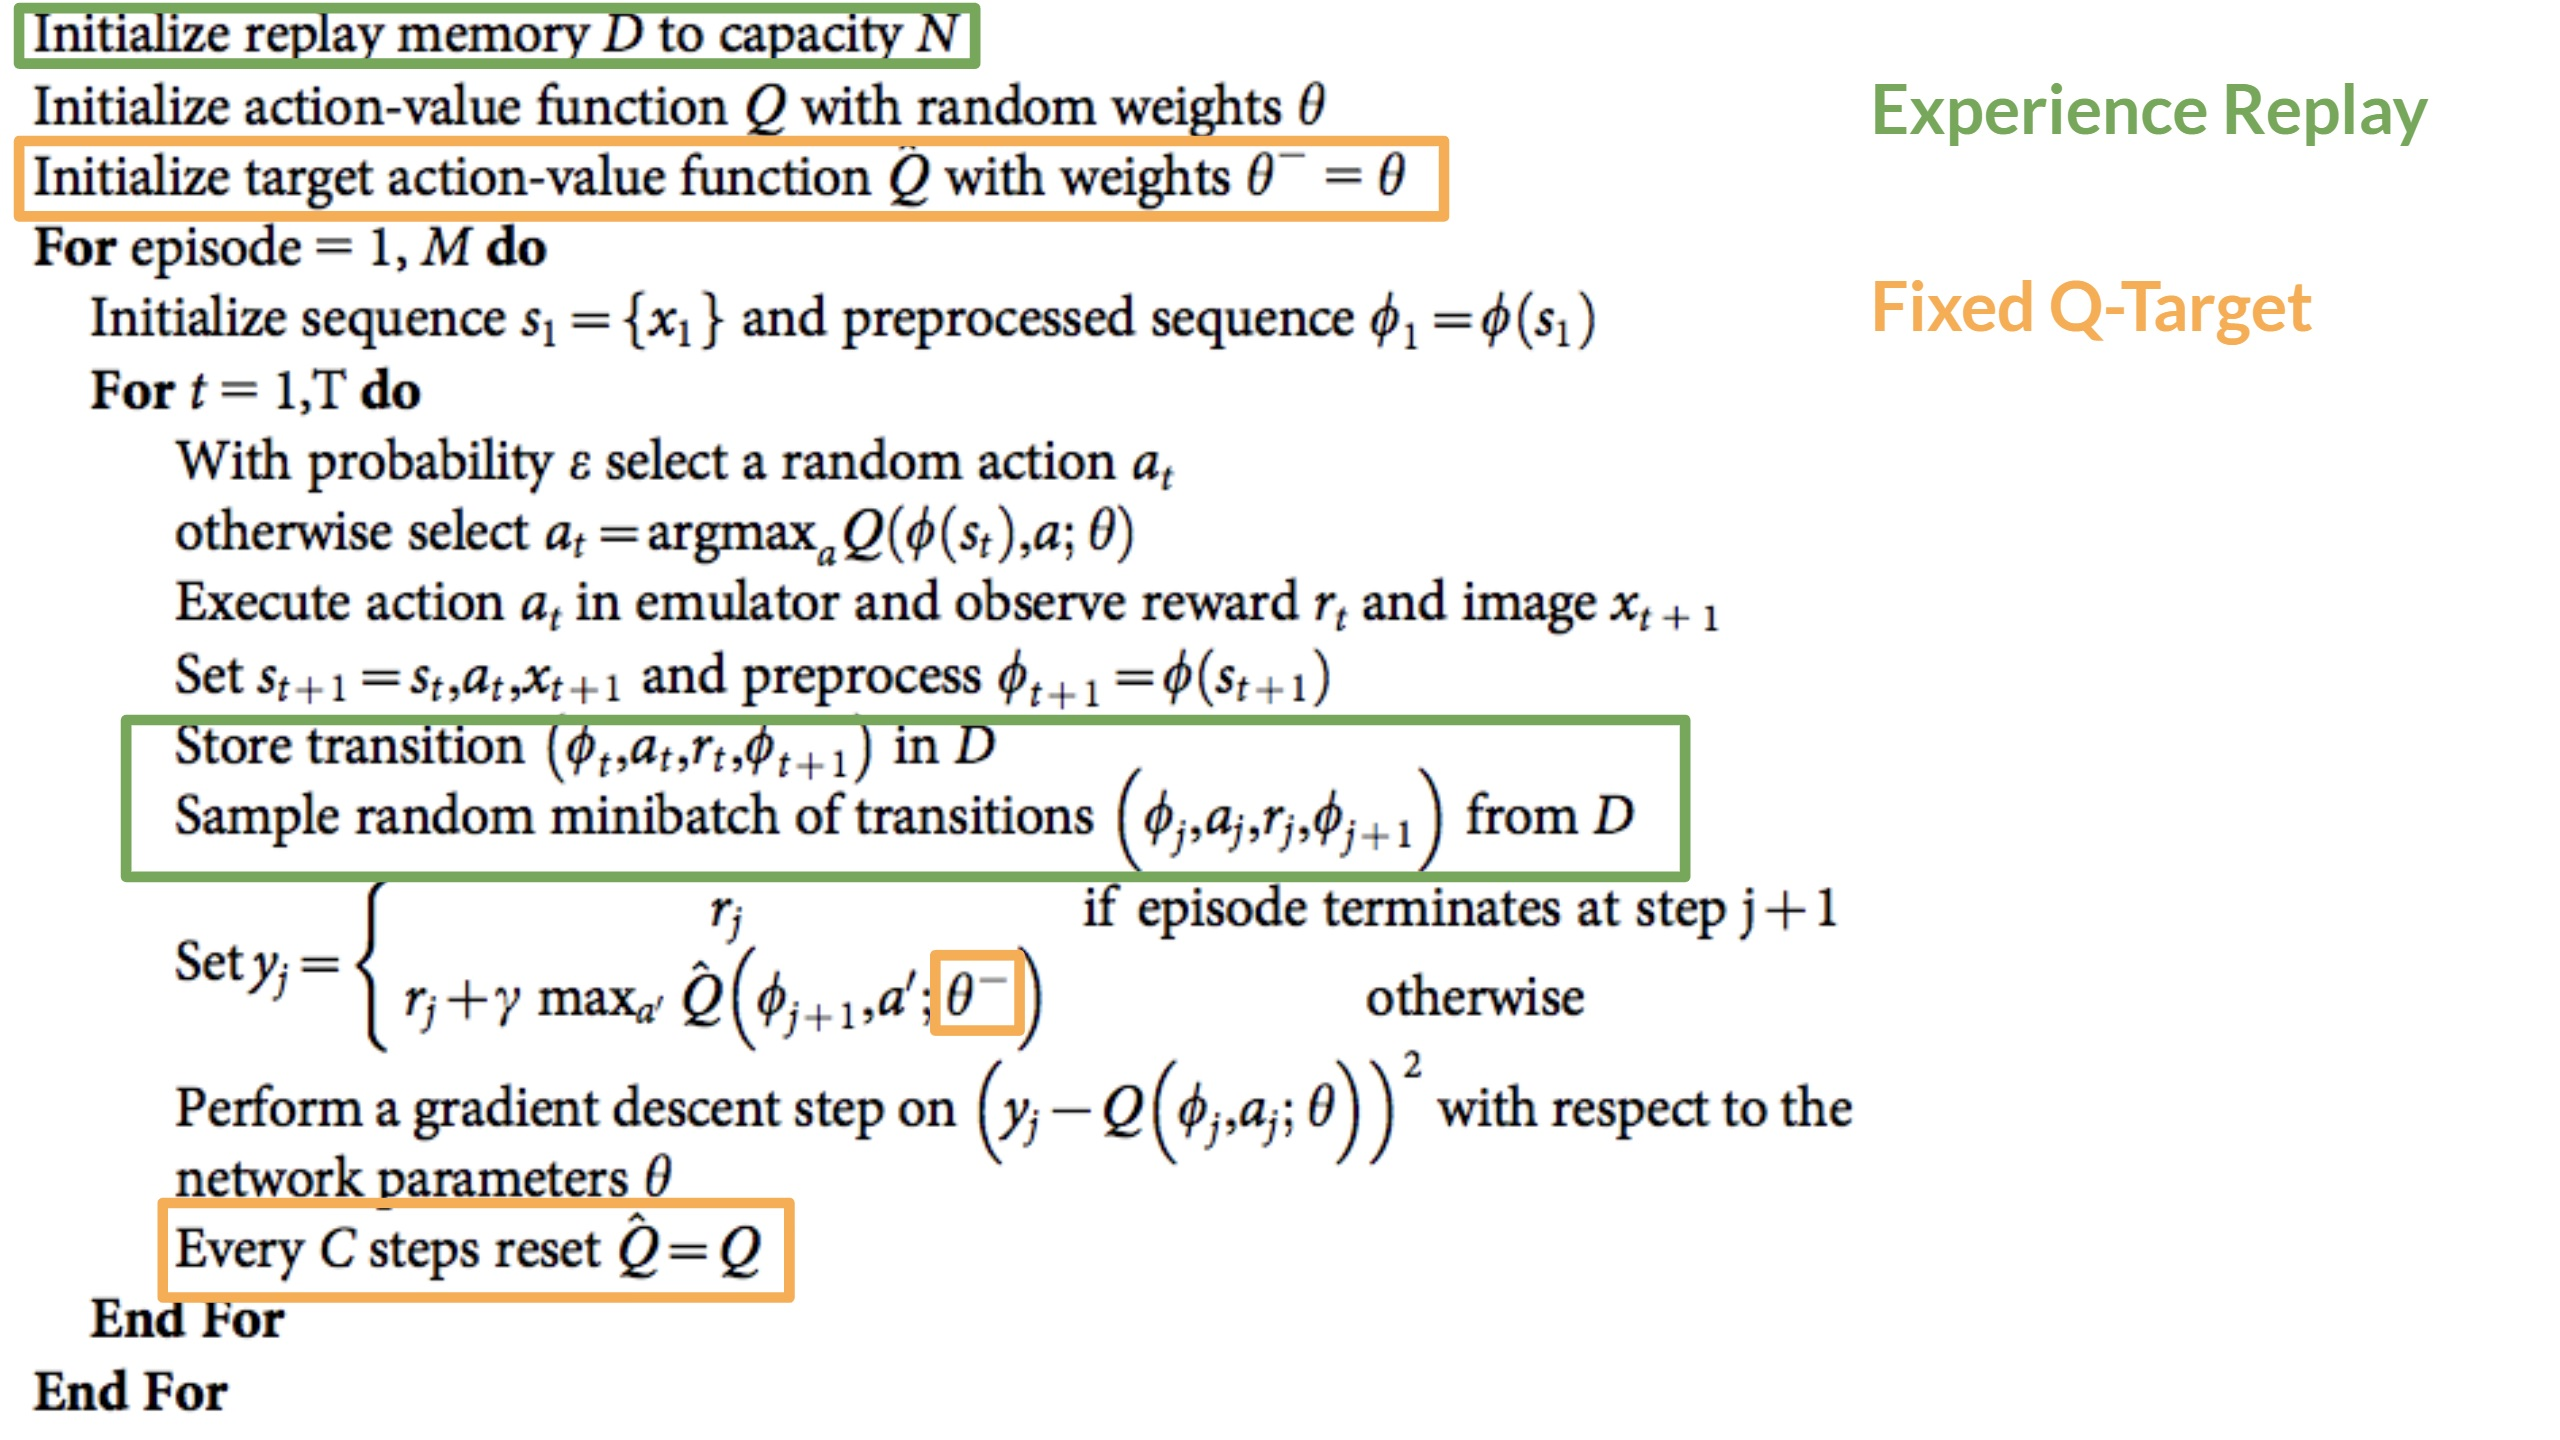 Initialize replay memory D to capacity N
Initialize action-value function Q with random weights θ
Initialize target action-value function Q̂ with weights θ⁻ = θ
For episode = 1, M do
Initialize sequence s₁ = {x₁} and preprocessed sequence ϕ₁ = ϕ(s₁)
For t = 1,T do
With probability ε select a random action aₜ
otherwise select aₜ = argmaxₐ Q(ϕ(sₜ),a; θ)
Execute action aₜ in emulator and observe reward rₜ and image xₜ₊₁
Set sₜ₊₁ = sₜ,aₜ,xₜ₊₁ and preprocess ϕₜ₊₁ = ϕ(sₜ₊₁)
Store transition (ϕₜ,aₜ,rₜ,ϕₜ₊₁) in D
Sample random minibatch of transitions (ϕⱼ,aⱼ,rⱼ,ϕⱼ₊₁) from D
Set yⱼ = { rⱼ if episode terminates at step j+1
rⱼ + γ maxₐ′ Q̂(ϕⱼ₊₁,a′; θ⁻) otherwise
Perform a gradient descent step on (yⱼ − Q(ϕⱼ,aⱼ; θ))² with respect to the
network parameters θ
Every C steps reset Q̂ = Q
End For
End For
Experience Replay
Fixed Q-Target